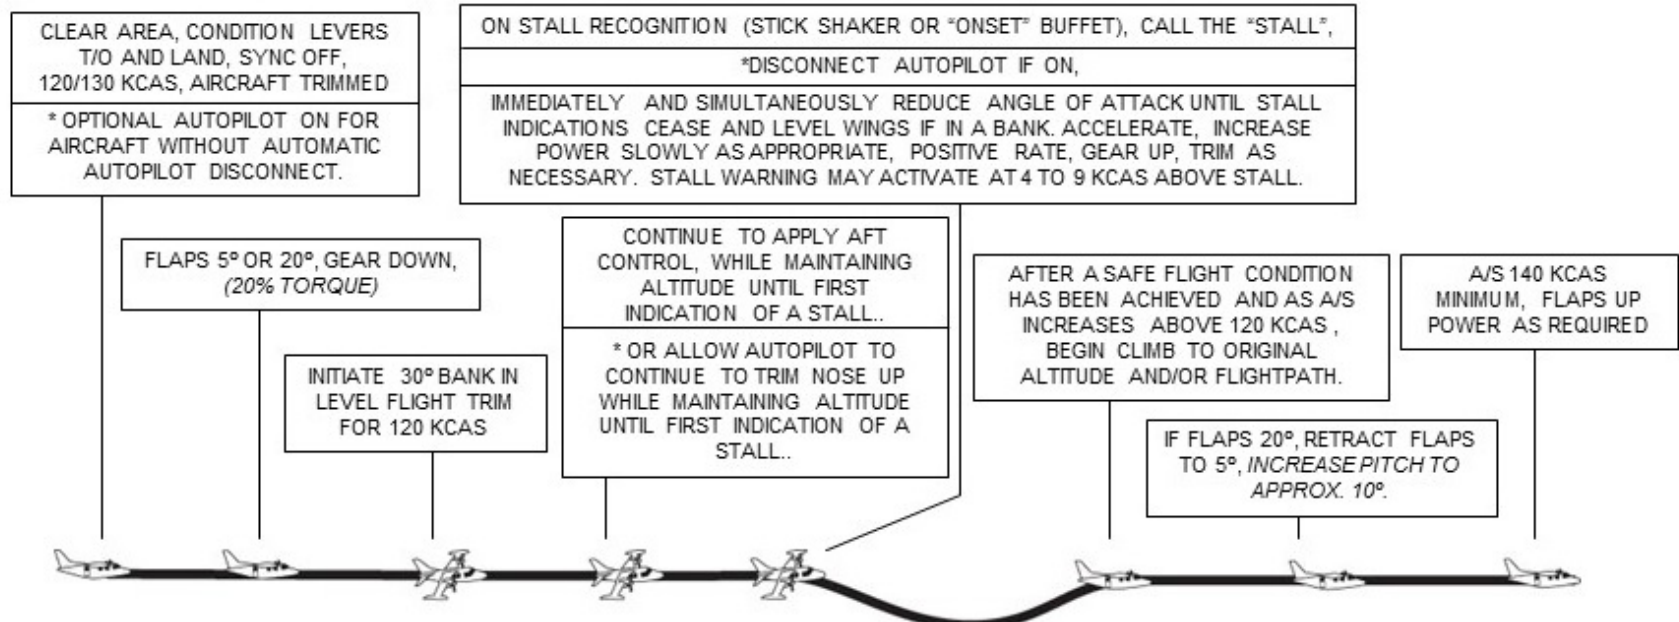 CLEAR AREA, CONDITION LEVERS
T/O AND LAND, SYNC OFF,
120/130 KCAS, AIRCRAFT TRIMMED
* OPTIONAL AUTOPILOT ON FOR
AIRCRAFT WITHOUT AUTOMATIC
AUTOPILOT DISCONNECT.
FLAPS 5º OR 20º, GEAR DOWN,
(20% TORQUE)
INITIATE 30º BANK IN
LEVEL FLIGHT TRIM
FOR 120 KCAS
CONTINUE TO APPLY AFT
CONTROL, WHILE MAINTAINING
ALTITUDE UNTIL FIRST
INDICATION OF A STALL..
* OR ALLOW AUTOPILOT TO
CONTINUE TO TRIM NOSE UP
WHILE MAINTAINING ALTITUDE
UNTIL FIRST INDICATION OF A
STALL..
ON STALL RECOGNITION (STICK SHAKER OR “ONSET” BUFFET), CALL THE “STALL”,
*DISCONNECT AUTOPILOT IF ON,
IMMEDIATELY AND SIMULTANEOUSLY REDUCE ANGLE OF ATTACK UNTIL STALL
INDICATIONS CEASE AND LEVEL WINGS IF IN A BANK. ACCELERATE, INCREASE
POWER SLOWLY AS APPROPRIATE, POSITIVE RATE, GEAR UP, TRIM AS
NECESSARY. STALL WARNING MAY ACTIVATE AT 4 TO 9 KCAS ABOVE STALL.
AFTER A SAFE FLIGHT CONDITION
HAS BEEN ACHIEVED AND AS A/S
INCREASES ABOVE 120 KCAS ,
BEGIN CLIMB TO ORIGINAL
ALTITUDE AND/OR FLIGHTPATH.
IF FLAPS 20º, RETRACT FLAPS
TO 5º, INCREASE PITCH TO
APPROX. 10º.
A/S 140 KCAS
MINIMUM, FLAPS UP
POWER AS REQUIRED